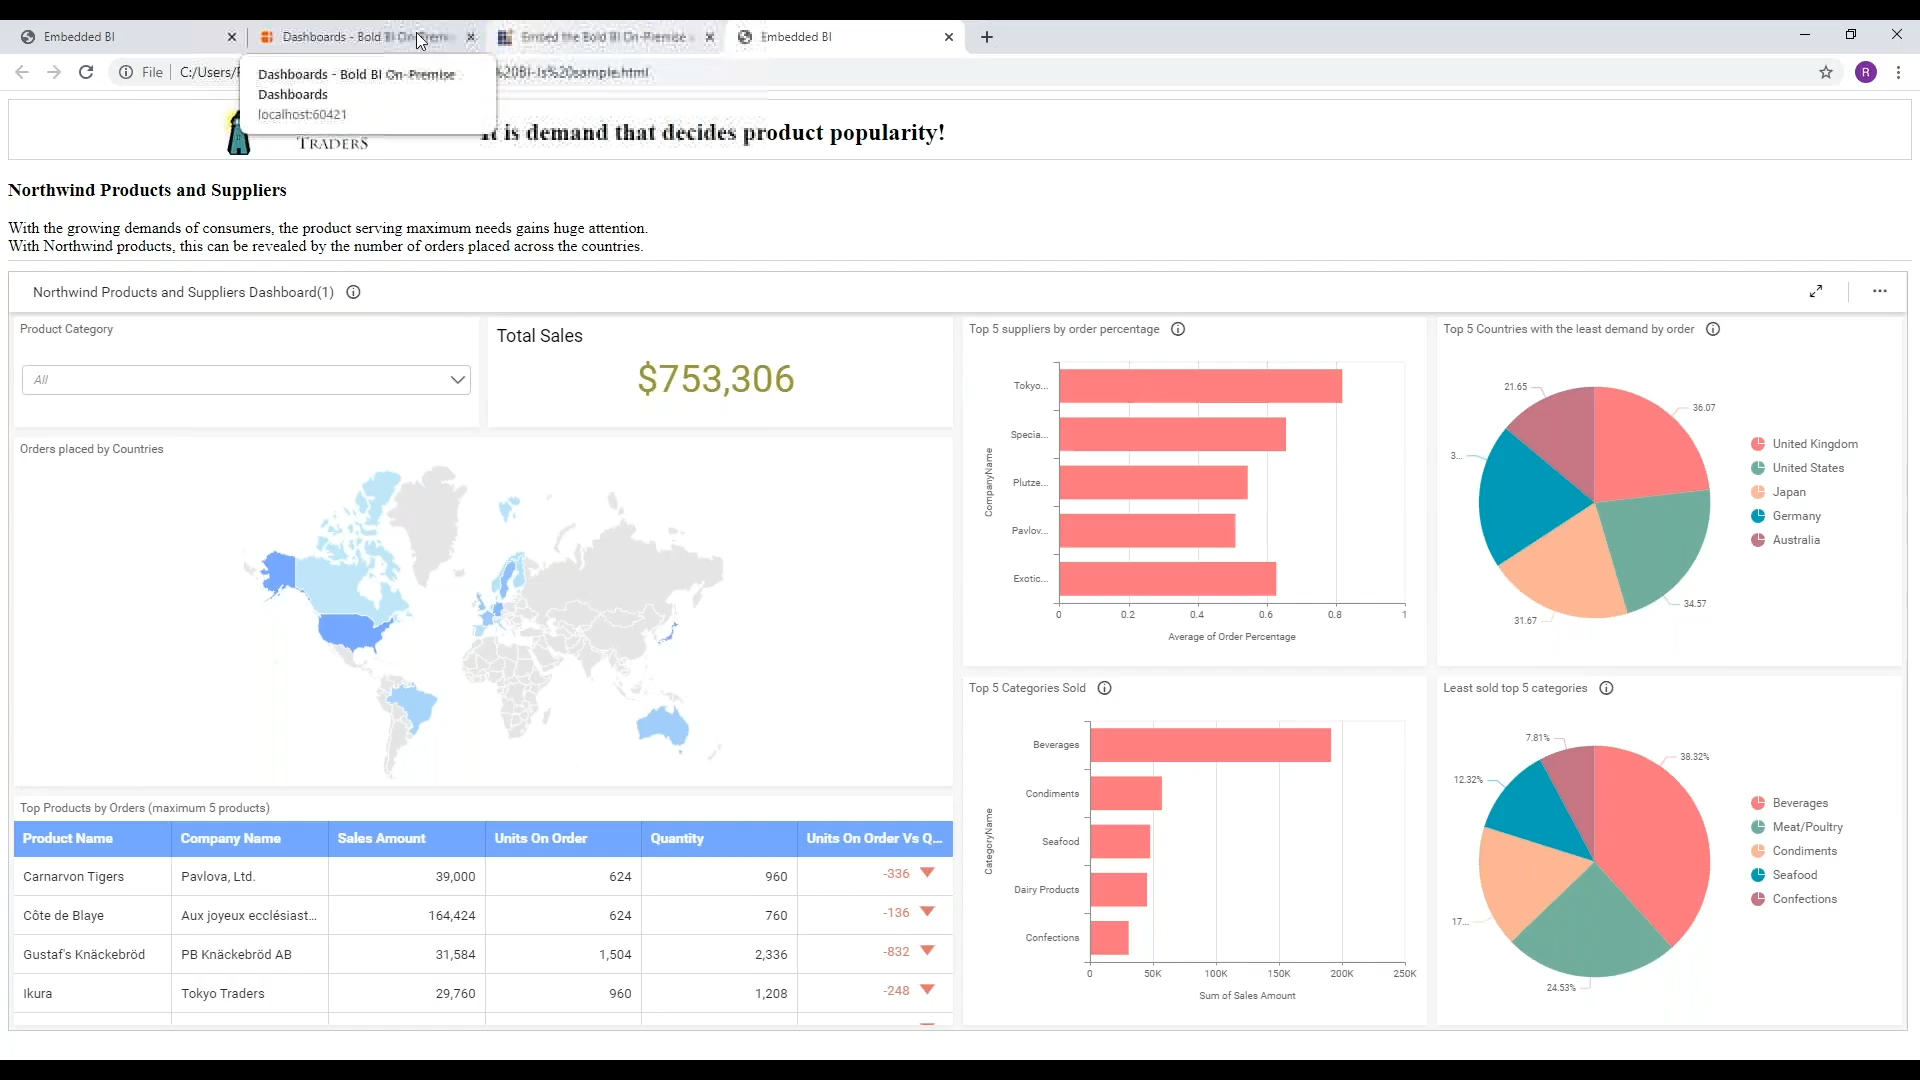 Embedded BI
Dashboards - Bold BI On-Premi
Embed the Bold BI On-Premise
Embedded BI
File
C:/Users/
%20BI-Is%20sample.html
R
Dashboards - Bold BI On-Premise
Dashboards
localhost:60421
TRADERS
It is demand that decides product popularity!
Northwind Products and Suppliers
With the growing demands of consumers, the product serving maximum needs gains huge attention.
With Northwind products, this can be revealed by the number of orders placed across the countries.
Northwind Products and Suppliers Dashboard(1)
Product Category
All
Total Sales
$753,306
Orders placed by Countries
Top Products by Orders (maximum 5 products)
Product Name Company Name Sales Amount Units On Order Quantity Units On Order Vs Q...
Carnarvon Tigers Pavlova, Ltd. 39,000 624 960 -336
Côte de Blaye Aux joyeux ecclésiast... 164,424 624 760 -136
Gustaf's Knäckebröd PB Knäckebröd AB 31,584 1,504 2,336 -832
Ikura Tokyo Traders 29,760 960 1,208 -248
Top 5 suppliers by order percentage
CompanyName
Tokyo...
Specia...
Plutze...
Pavlov...
Exotic...
0 0.2 0.4 0.6 0.8 1
Average of Order Percentage
Top 5 Countries with the least demand by order
21.65
36.07
3...
34.57
31.67
United Kingdom
United States
Japan
Germany
Australia
Top 5 Categories Sold
CategoryName
Beverages
Condiments
Seafood
Dairy Products
Confections
0 50K 100K 150K 200K 250K
Sum of Sales Amount
Least sold top 5 categories
7.81%
38.32%
12.32%
17...
24.53%
Beverages
Meat/Poultry
Condiments
Seafood
Confections